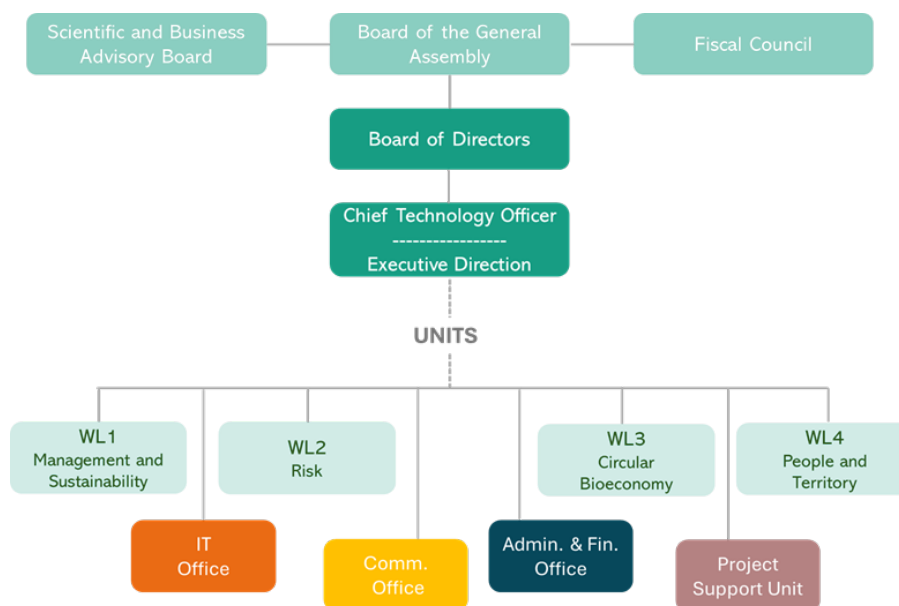 Scientific and Business
Advisory Board
Board of the General
Assembly
Fiscal Council
Board of Directors
Chief Technology Officer
-----------------
Executive Direction
UNITS
WL1
Management and
Sustainability
WL2
Risk
WL3
Circular
Bioeconomy
WL4
People and
Territory
IT
Office
Comm.
Office
Admin. & Fin.
Office
Project
Support Unit